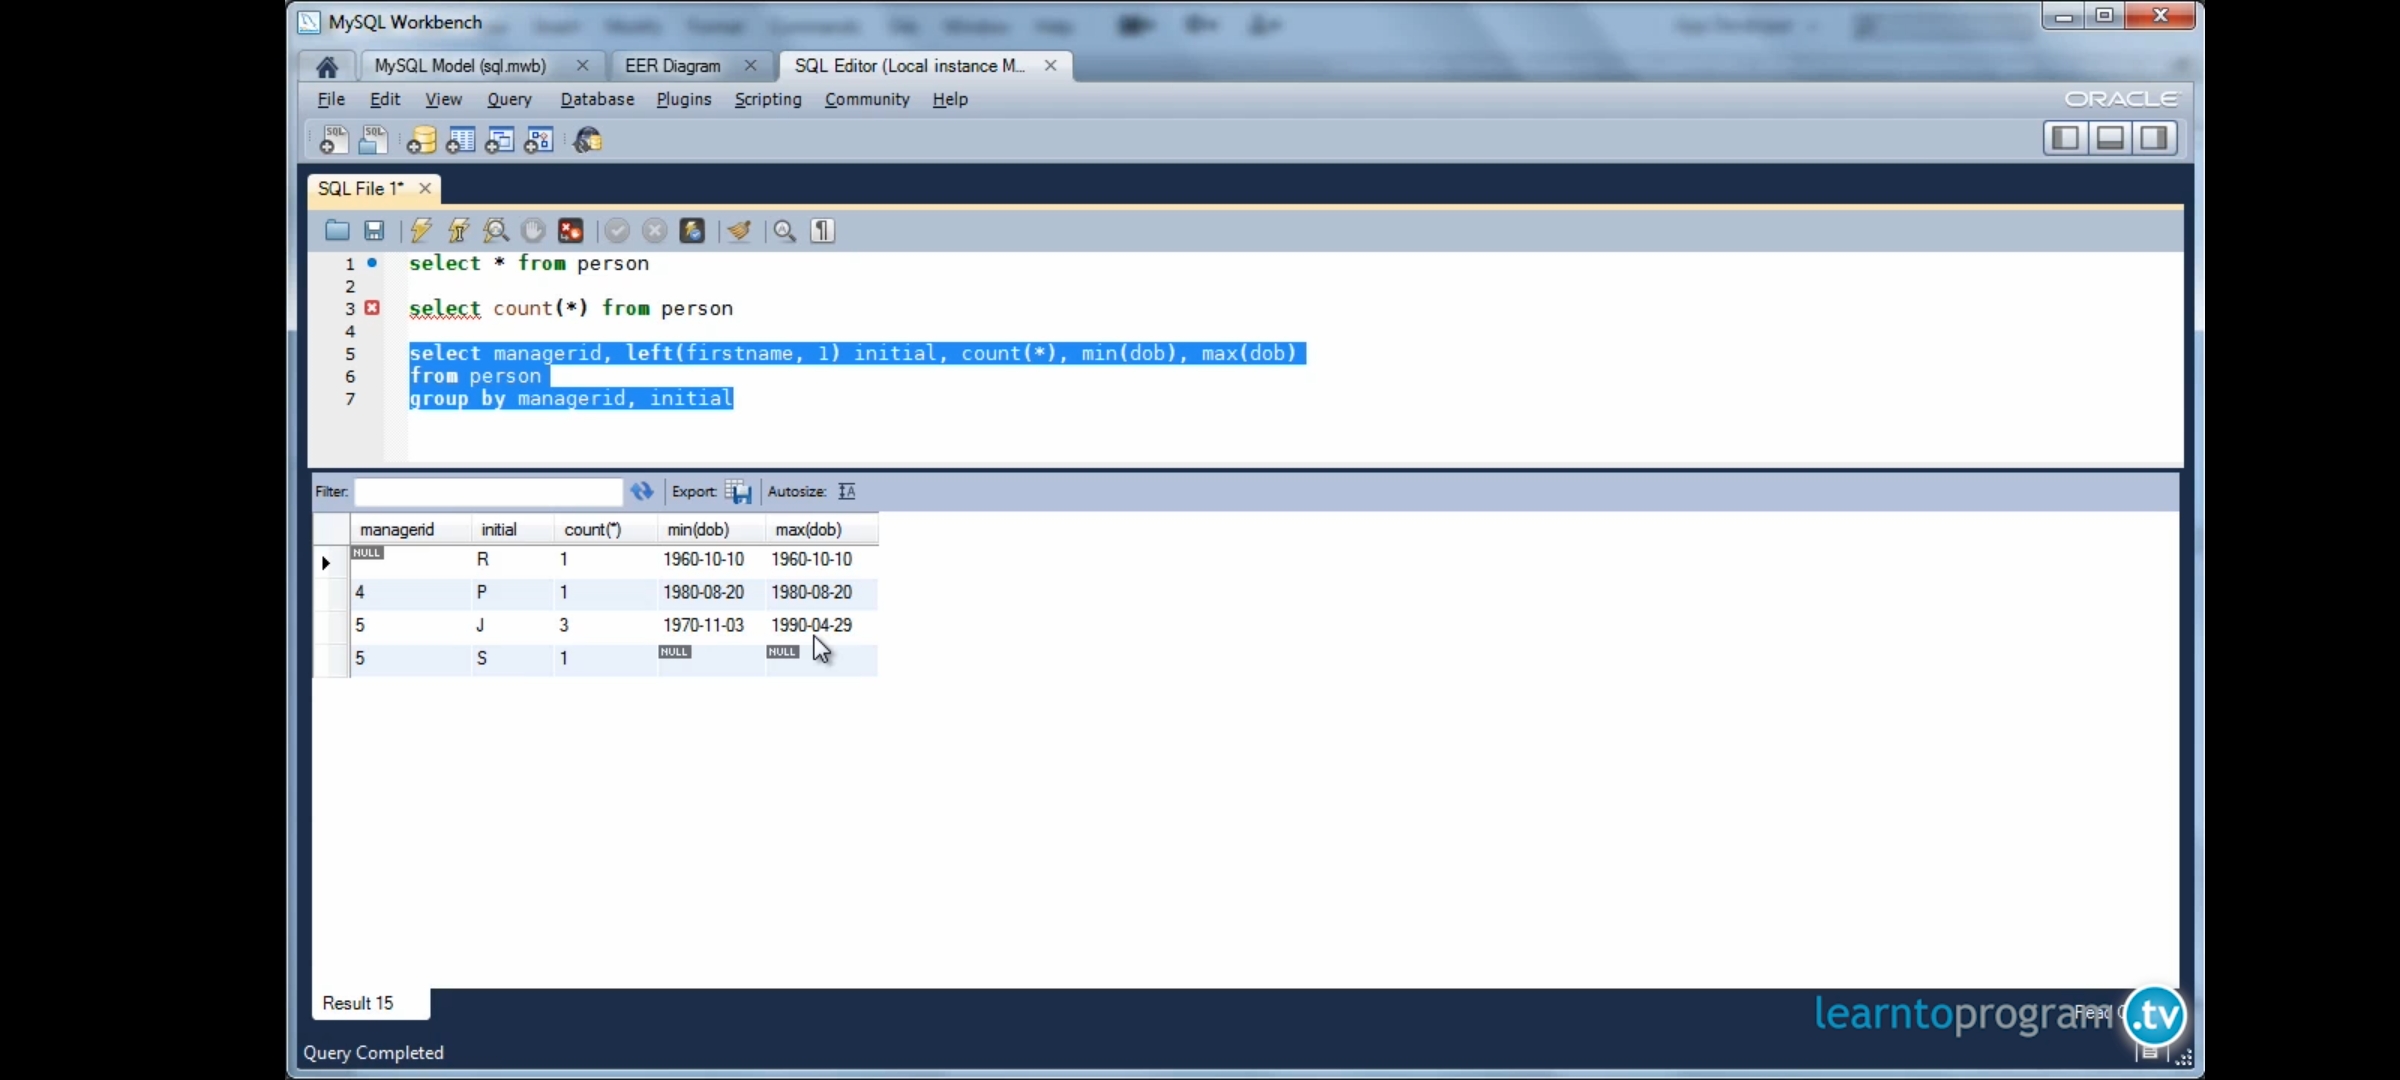 MySQL Workbench
MySQL Model (sql.mwb)
EER Diagram
SQL Editor (Local instance M...
File Edit View Query Database Plugins Scripting Community Help
ORACLE
SQL File 1*
1 select * from person
2
3 select count(*) from person
4
5 select managerid, left(firstname, 1) initial, count(*), min(dob), max(dob)
6 from person
7 group by managerid, initial
Filter: Export: Autosize:
managerid initial count(*) min(dob) max(dob)
NULL R 1 1960-10-10 1960-10-10
4 P 1 1980-08-20 1980-08-20
5 J 3 1970-11-03 1990-04-29
5 S 1 NULL NULL
Result 15
learntoprogram.tv
Query Completed